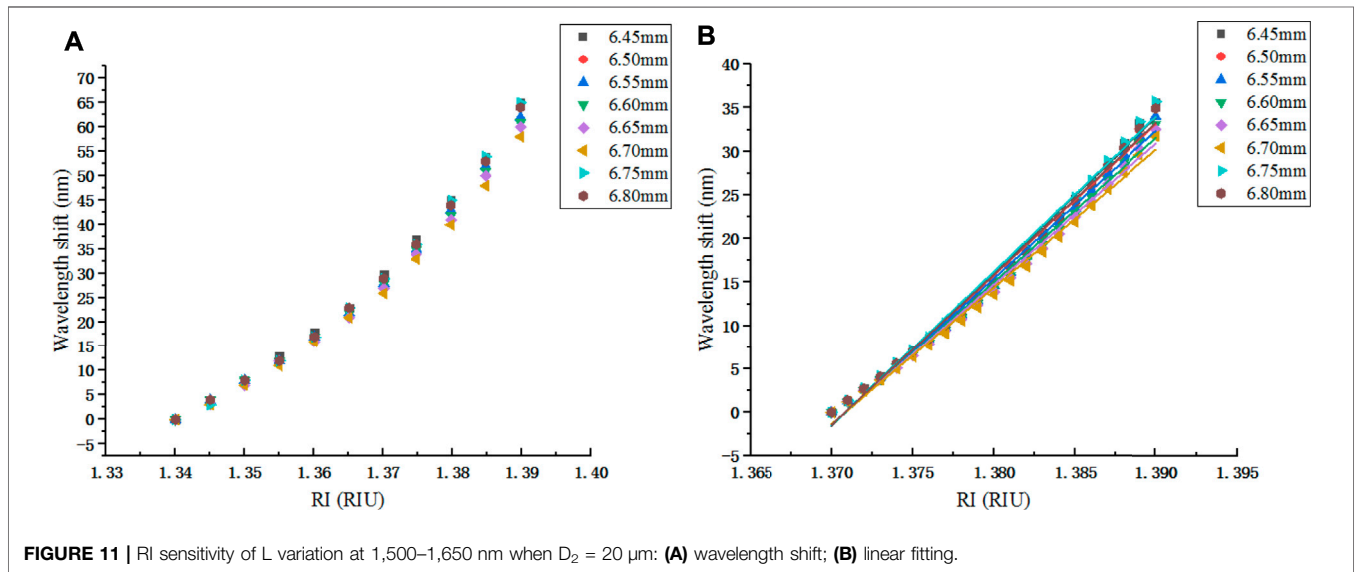 A
Wavelength shift (nm)
70
65
60
55
50
45
40
35
30
25
20
15
10
5
0
−5
1.33 1.34 1.35 1.36 1.37 1.38 1.39 1.40
RI (RIU)
6.45mm
6.50mm
6.55mm
6.60mm
6.65mm
6.70mm
6.75mm
6.80mm
B
Wavelength shift (nm)
40
35
30
25
20
15
10
5
0
−5
1.365 1.370 1.375 1.380 1.385 1.390 1.395
RI (RIU)
6.45mm
6.50mm
6.55mm
6.60mm
6.65mm
6.70mm
6.75mm
6.80mm
FIGURE 11 | RI sensitivity of L variation at 1,500–1,650 nm when D₂ = 20 μm: (A) wavelength shift; (B) linear fitting.